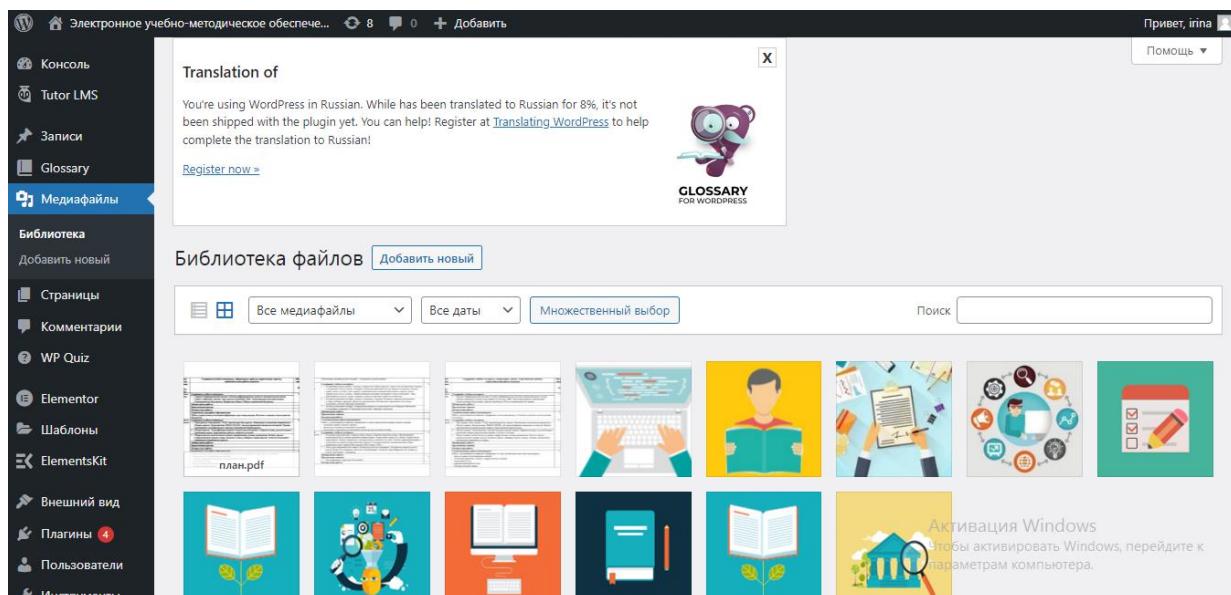 Электронное учебно-методическое обеспече... 8 0 Добавить
Привет, irina
Помощь
Консоль
Tutor LMS
Записи
Glossary
Медиафайлы
Библиотека
Добавить новый
Страницы
Комментарии
WP Quiz
Elementor
Шаблоны
ElementsKit
Внешний вид
Плагины 4
Пользователи
Инструменты
Translation of
X
You're using WordPress in Russian. While has been translated to Russian for 8%, it's not
been shipped with the plugin yet. You can help! Register at Translating WordPress to help
complete the translation to Russian!
Register now »
GLOSSARY
FOR WORDPRESS
Библиотека файлов Добавить новый
Все медиафайлы Все даты Множественный выбор Поиск
план.pdf
Активация Windows
Чтобы активировать Windows, перейдите к
параметрам компьютера.